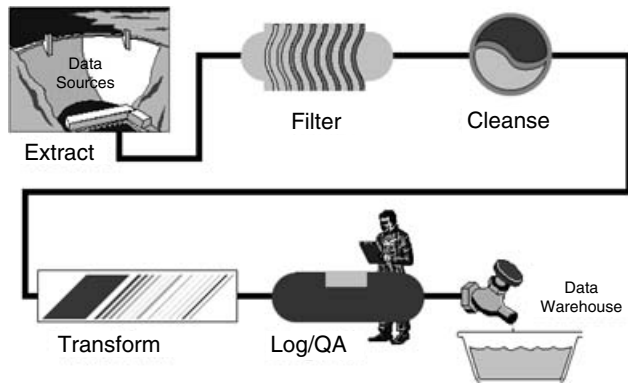 Data
Sources
Extract
Filter
Cleanse
Transform
Log/QA
Data
Warehouse